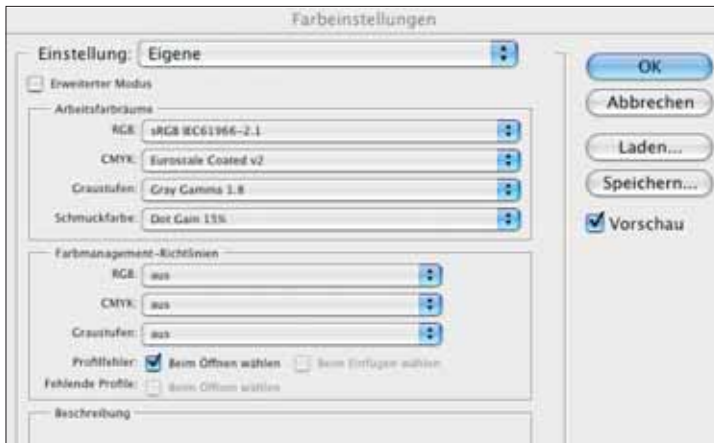 Farbeinstellungen
Einstellung: Eigene
Erweiterter Modus
Arbeitsfarbräume
RGB: sRGB IEC61966-2.1
CMYK: Euroscale Coated v2
Graustufen: Gray Gamma 1.8
Schmuckfarbe: Dot Gain 15%
Farbmanagement-Richtlinien
RGB: aus
CMYK: aus
Graustufen: aus
Profilfehler: Beim Öffnen wählen Beim Einfügen wählen
Fehlende Profile: Beim Öffnen wählen
Beschreibung
OK
Abbrechen
Laden...
Speichern...
Vorschau